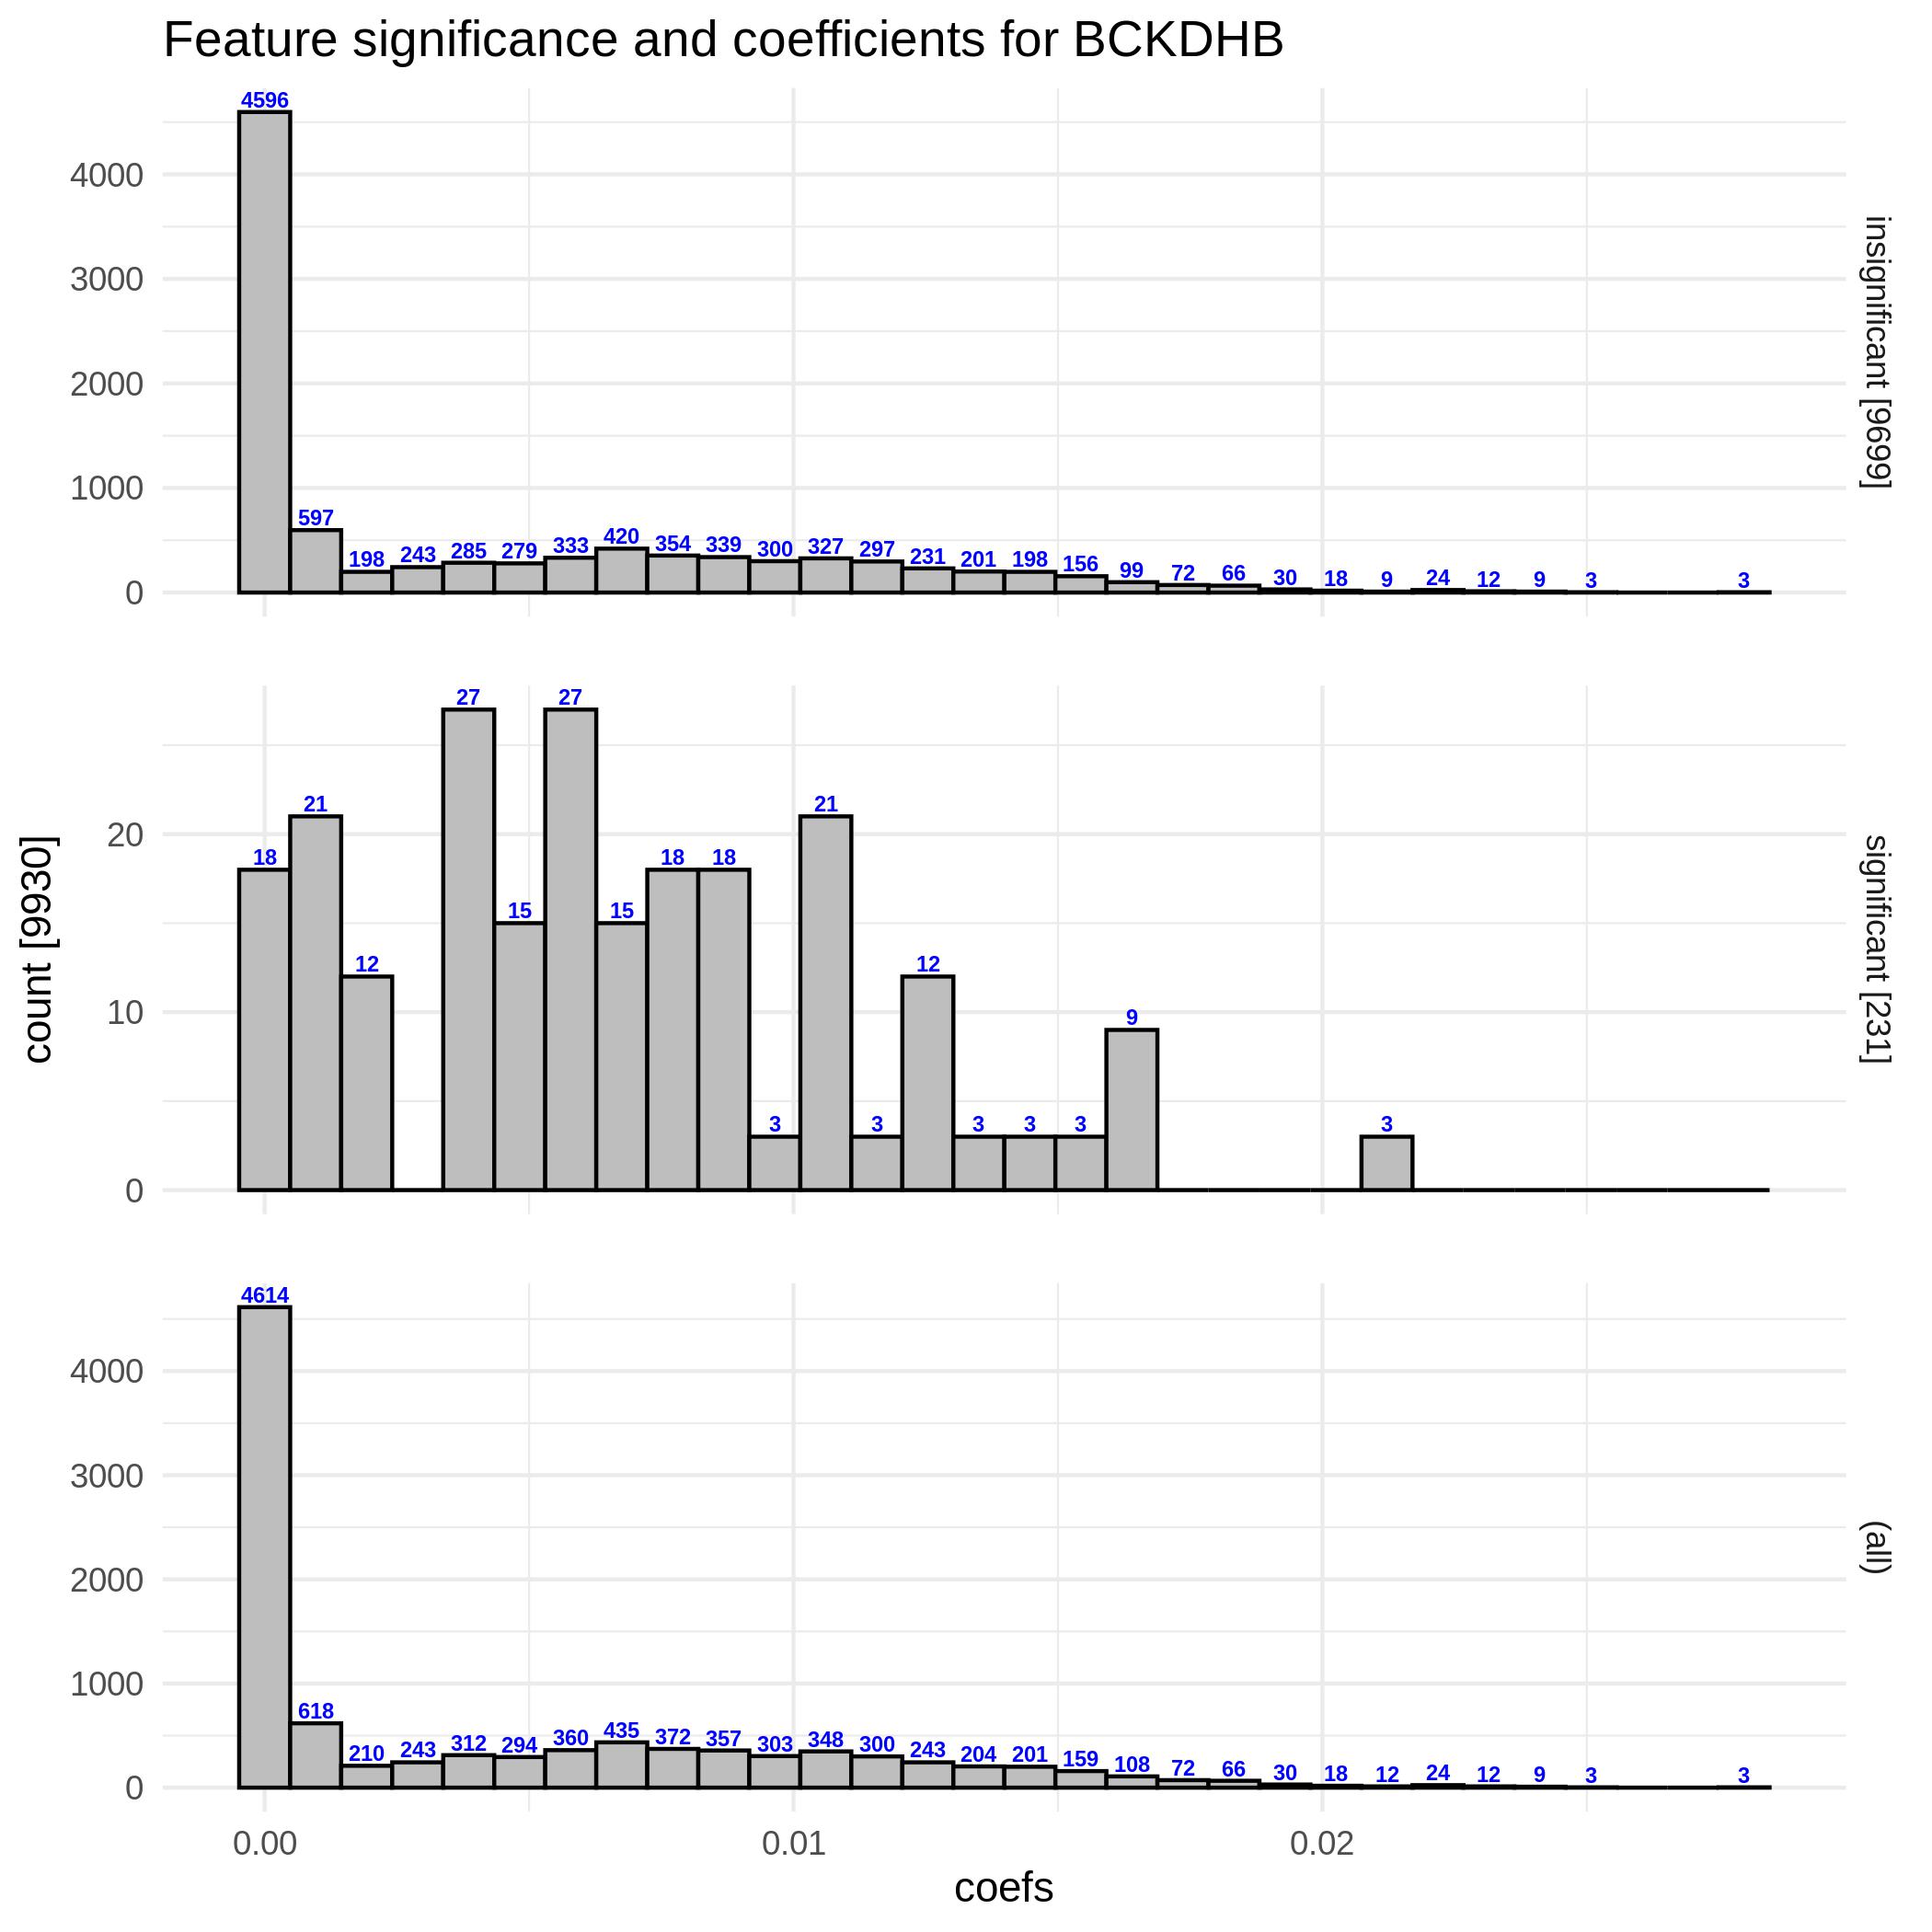 Feature significance and coefficients for BCKDHB
4596
4000
3000
2000
1000
0
597 198 243 285 279 333 420 354 339 300 327 297 231 201 198 156 99 72 66 30 18 9 24 12 9 3 3
insignificant [9699]
count [9930]
20
10
0
18 21 12 27 15 27 15 18 18 3 21 3 12 3 3 3 9 3
significant [231]
4614
4000
3000
2000
1000
0
618 210 243 312 294 360 435 372 357 303 348 300 243 204 201 159 108 72 66 30 18 12 24 12 9 3 3
(all)
0.00 0.01 0.02
coefs